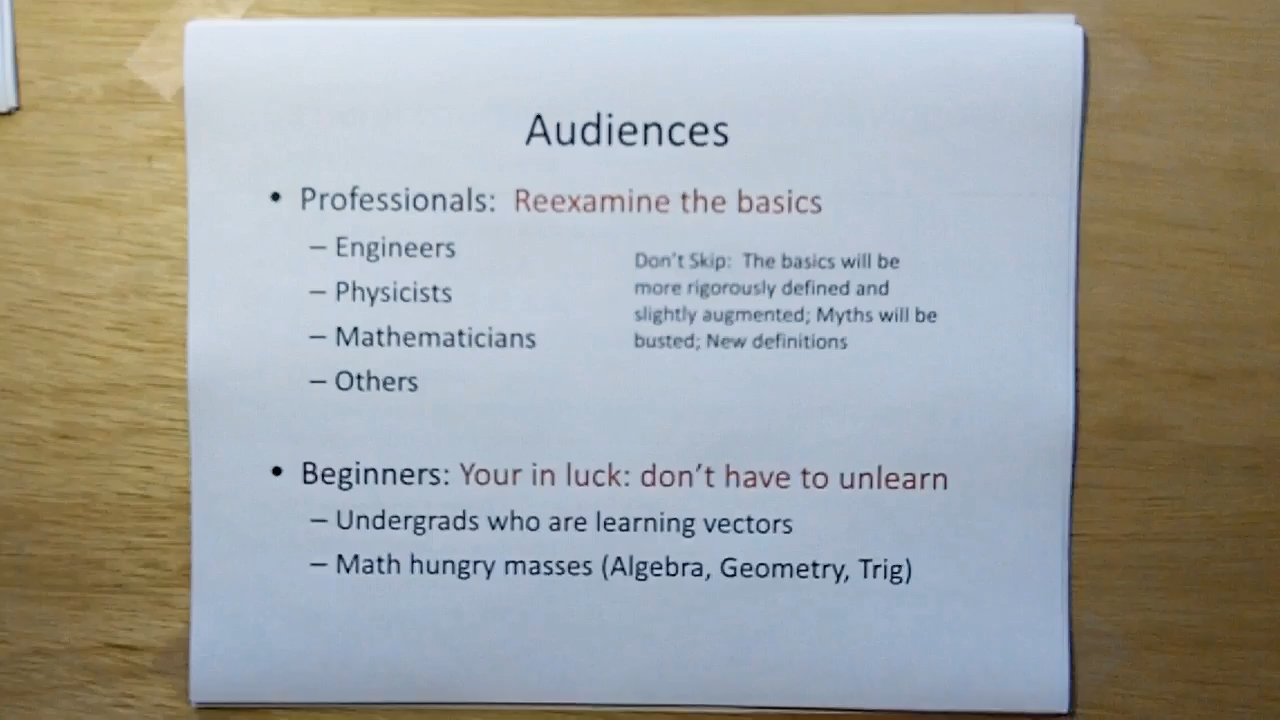 Audiences
• Professionals: Reexamine the basics
– Engineers
– Physicists
– Mathematicians
– Others
Don't Skip: The basics will be
more rigorously defined and
slightly augmented; Myths will be
busted; New definitions
• Beginners: Your in luck: don't have to unlearn
– Undergrads who are learning vectors
– Math hungry masses (Algebra, Geometry, Trig)